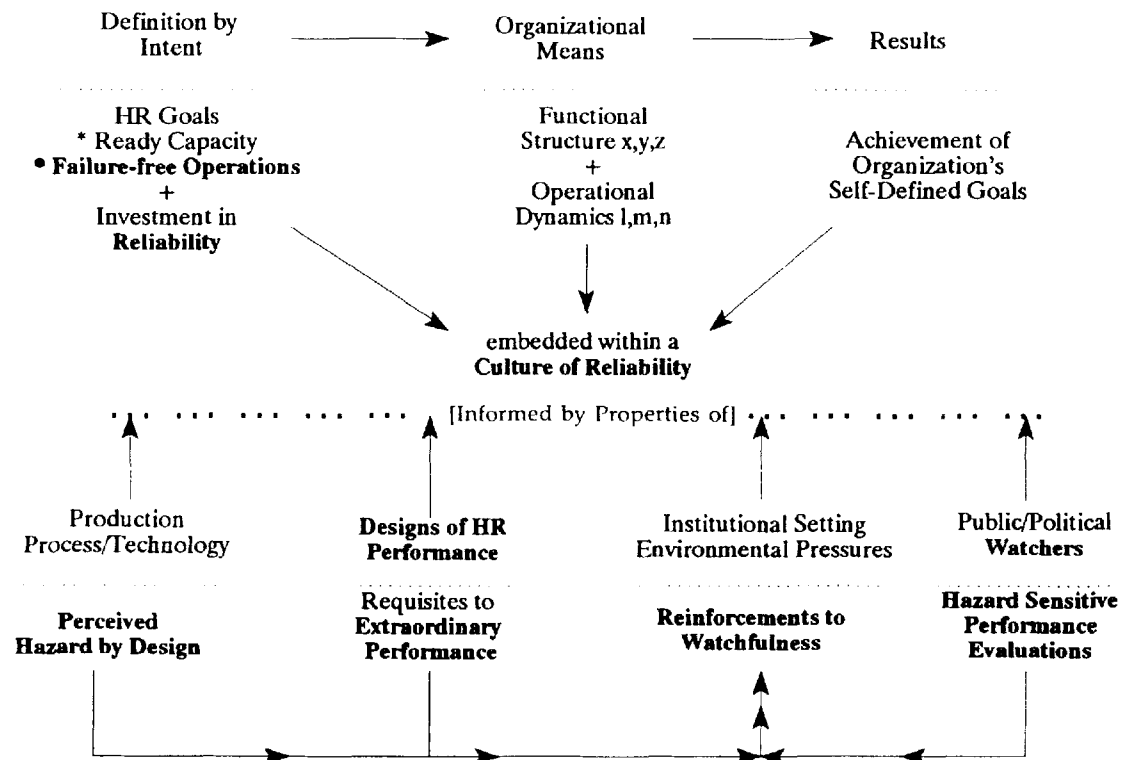 Definition by
Intent
Organizational
Means
Results
HR Goals
* Ready Capacity
• Failure-free Operations
+
Investment in
Reliability
Functional
Structure x,y,z
+
Operational
Dynamics l,m,n
Achievement of
Organization's
Self-Defined Goals
embedded within a
Culture of Reliability
[Informed by Properties of]
Production
Process/Technology
Designs of HR
Performance
Institutional Setting
Environmental Pressures
Public/Political
Watchers
Perceived
Hazard by Design
Requisites to
Extraordinary
Performance
Reinforcements to
Watchfulness
Hazard Sensitive
Performance
Evaluations